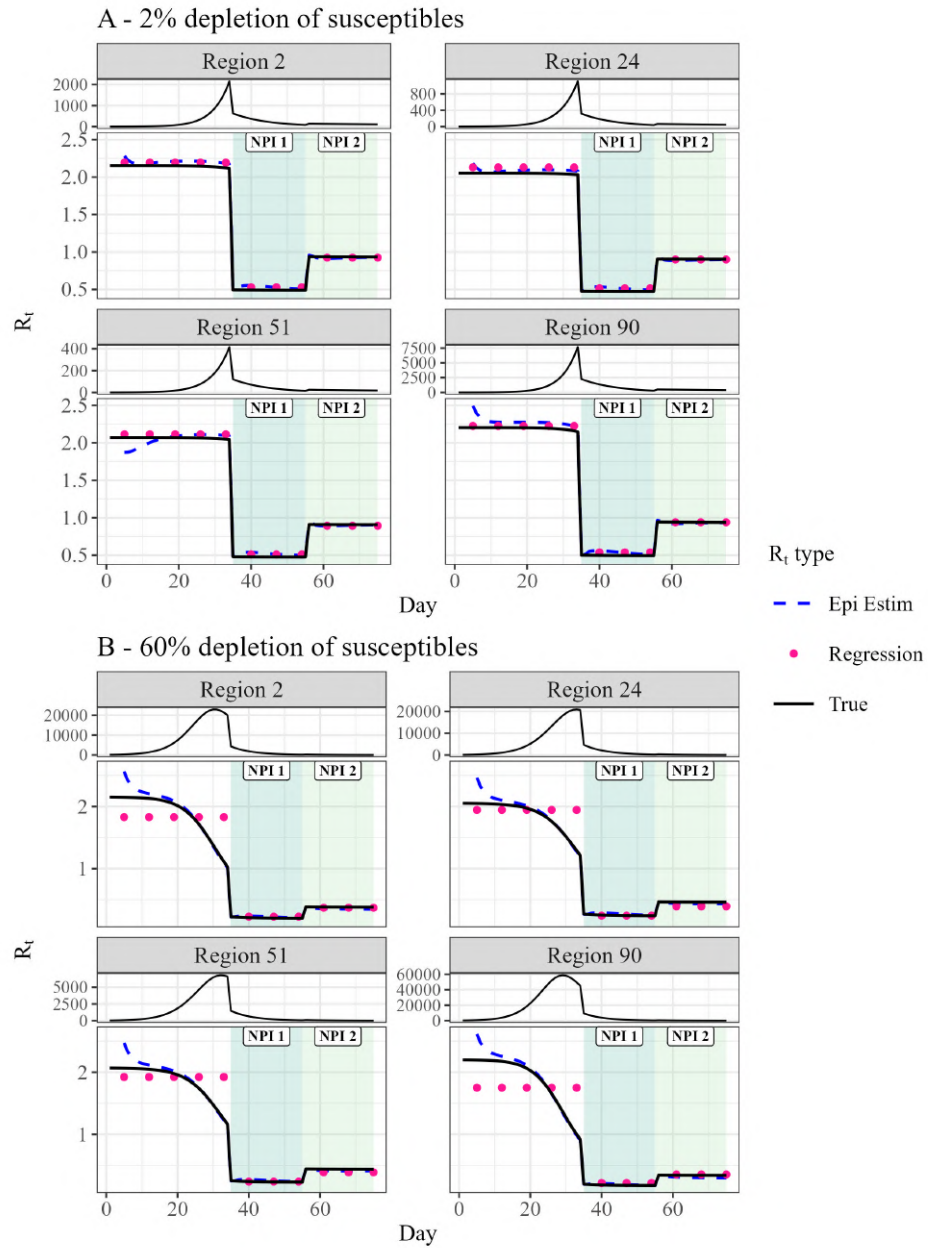 A - 2% depletion of susceptibles
Region 2 Region 24
2000
1000
0
800
400
0
NPI 1 NPI 2 NPI 1 NPI 2
2.5
2.0
1.5
1.0
0.5
Region 51 Region 90
400
200
0
7500
5000
2500
0
NPI 1 NPI 2 NPI 1 NPI 2
2.5
2.0
1.5
1.0
0.5
Rt
0 20 40 60 0 20 40 60
Day
B - 60% depletion of susceptibles
Region 2 Region 24
20000
10000
0
20000
10000
0
NPI 1 NPI 2 NPI 1 NPI 2
2
1
Region 51 Region 90
5000
2500
0
60000
40000
20000
0
NPI 1 NPI 2 NPI 1 NPI 2
2
1
Rt
0 20 40 60 0 20 40 60
Day
Rt type
Epi Estim
Regression
True